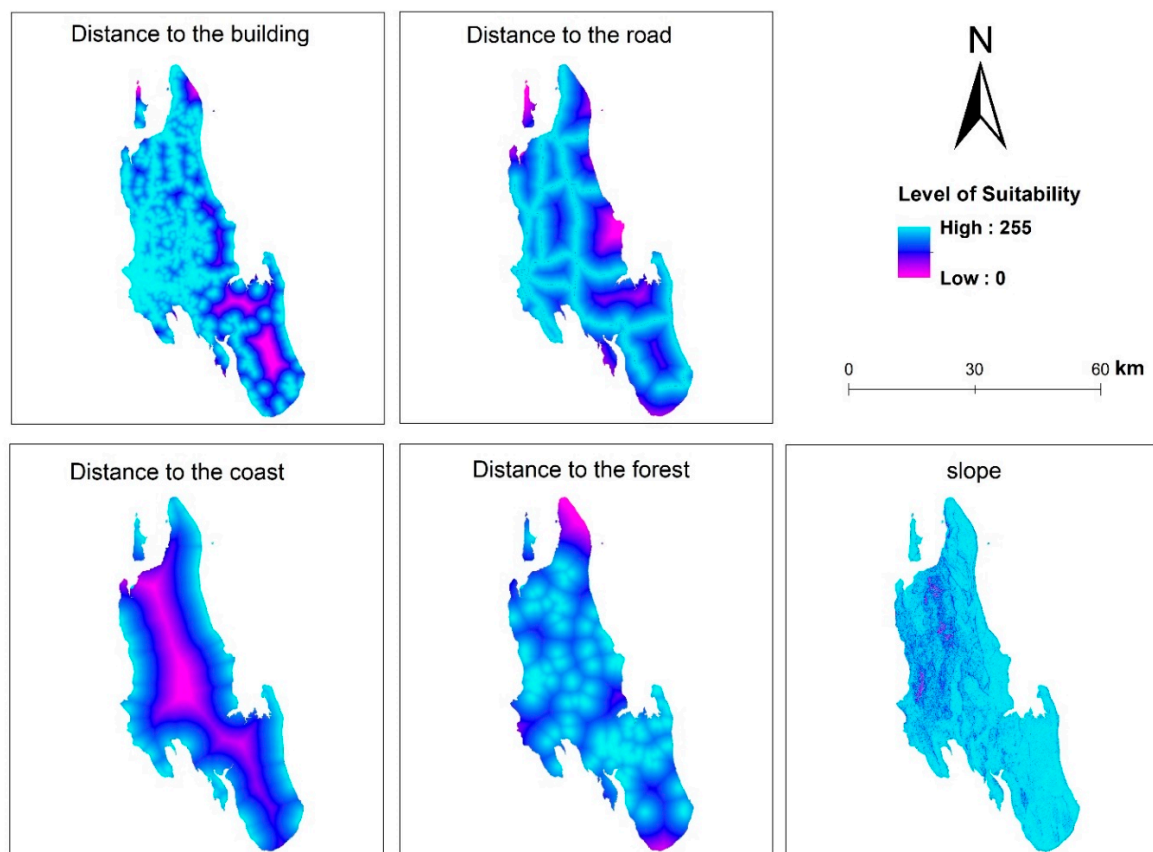 Distance to the building
Distance to the road
N
Level of Suitability
High : 255
Low : 0
0 30 60 km
Distance to the coast
Distance to the forest
slope